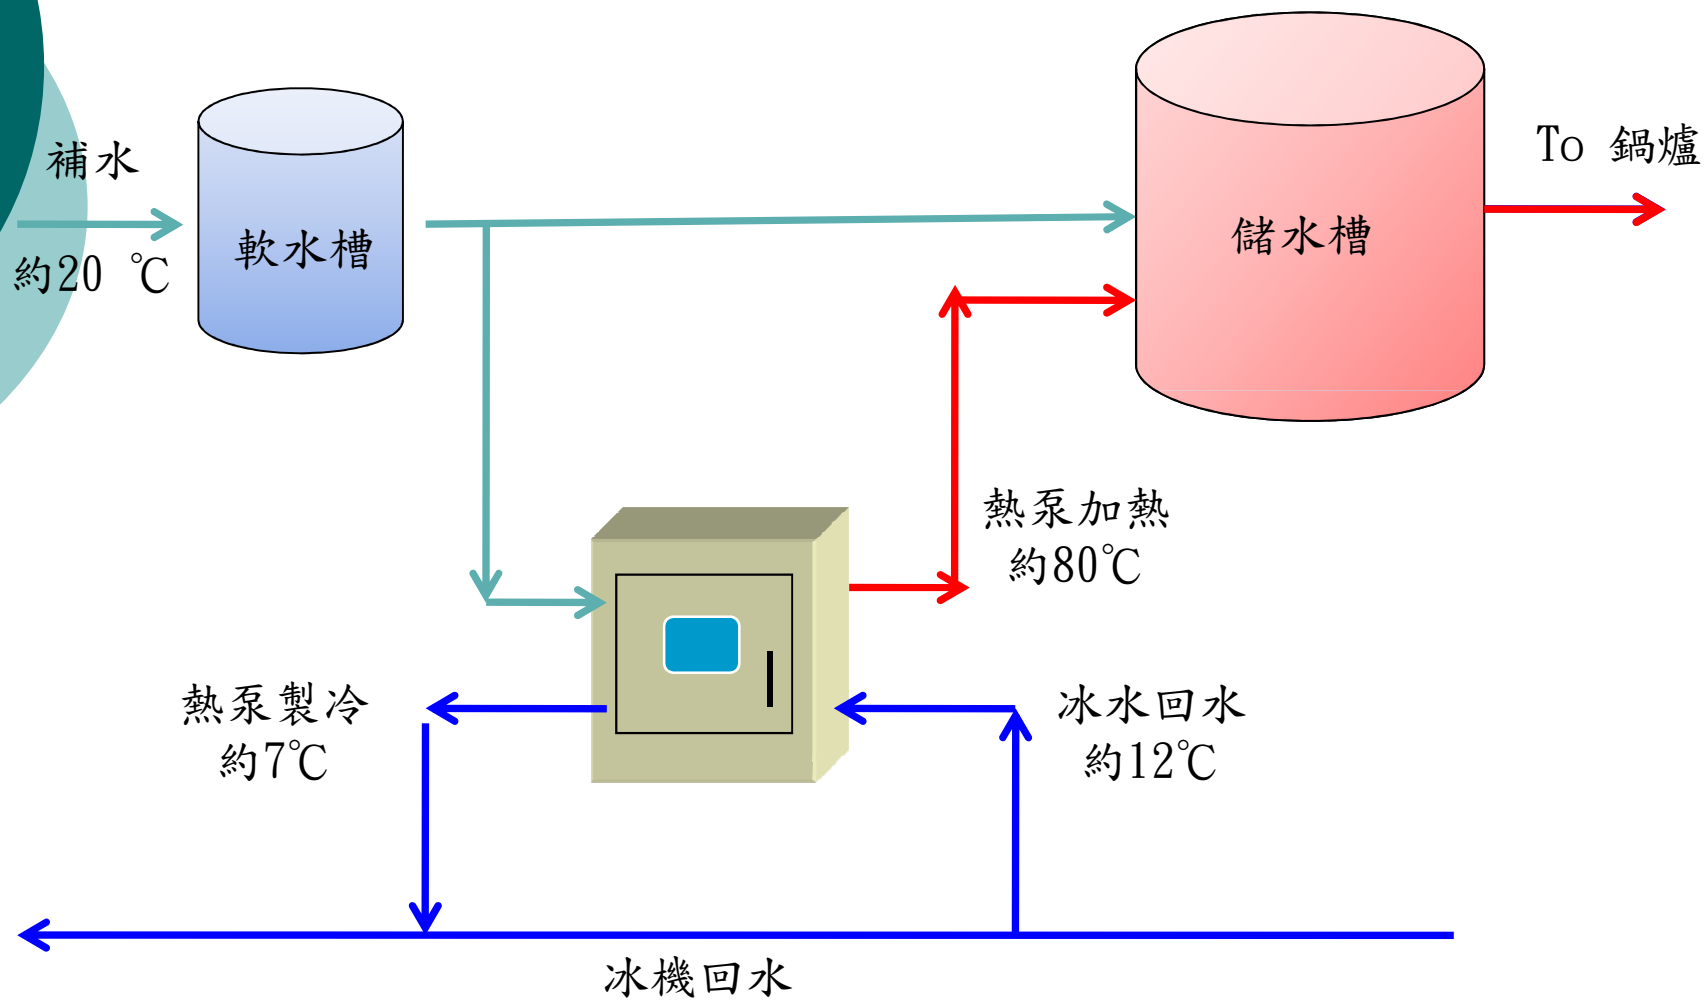 補水
約20 ℃
軟水槽
儲水槽
To 鍋爐
熱泵加熱
約80℃
熱泵製冷
約7℃
冰水回水
約12℃
冰機回水